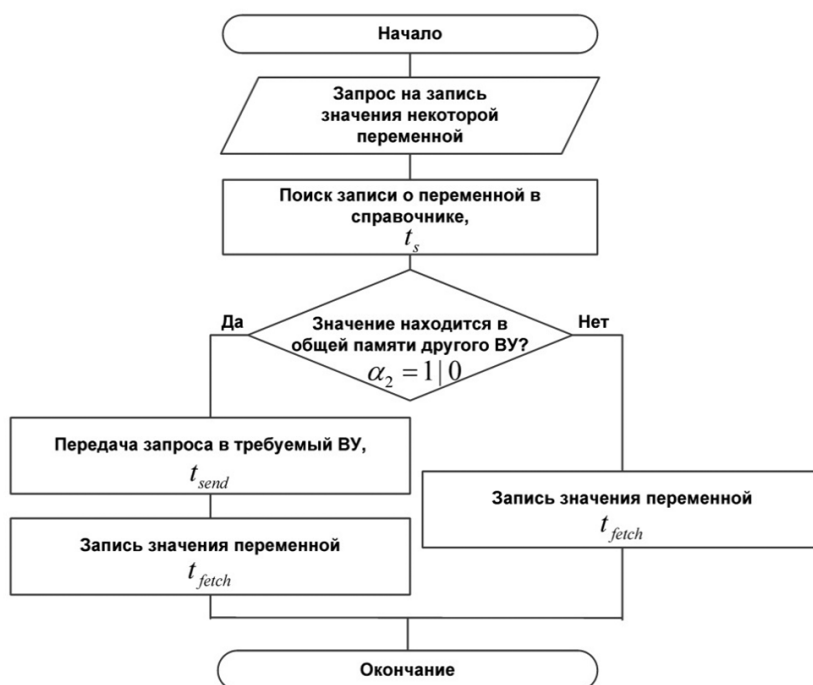 Начало
Запрос на запись
значения некоторой
переменной
Поиск записи о переменной в
справочнике,
t_s
Да
Значение находится в
общей памяти другого ВУ?
α_2 = 1 | 0
Нет
Передача запроса в требуемый ВУ,
t_send
Запись значения переменной
t_fetch
Запись значения переменной
t_fetch
Окончание